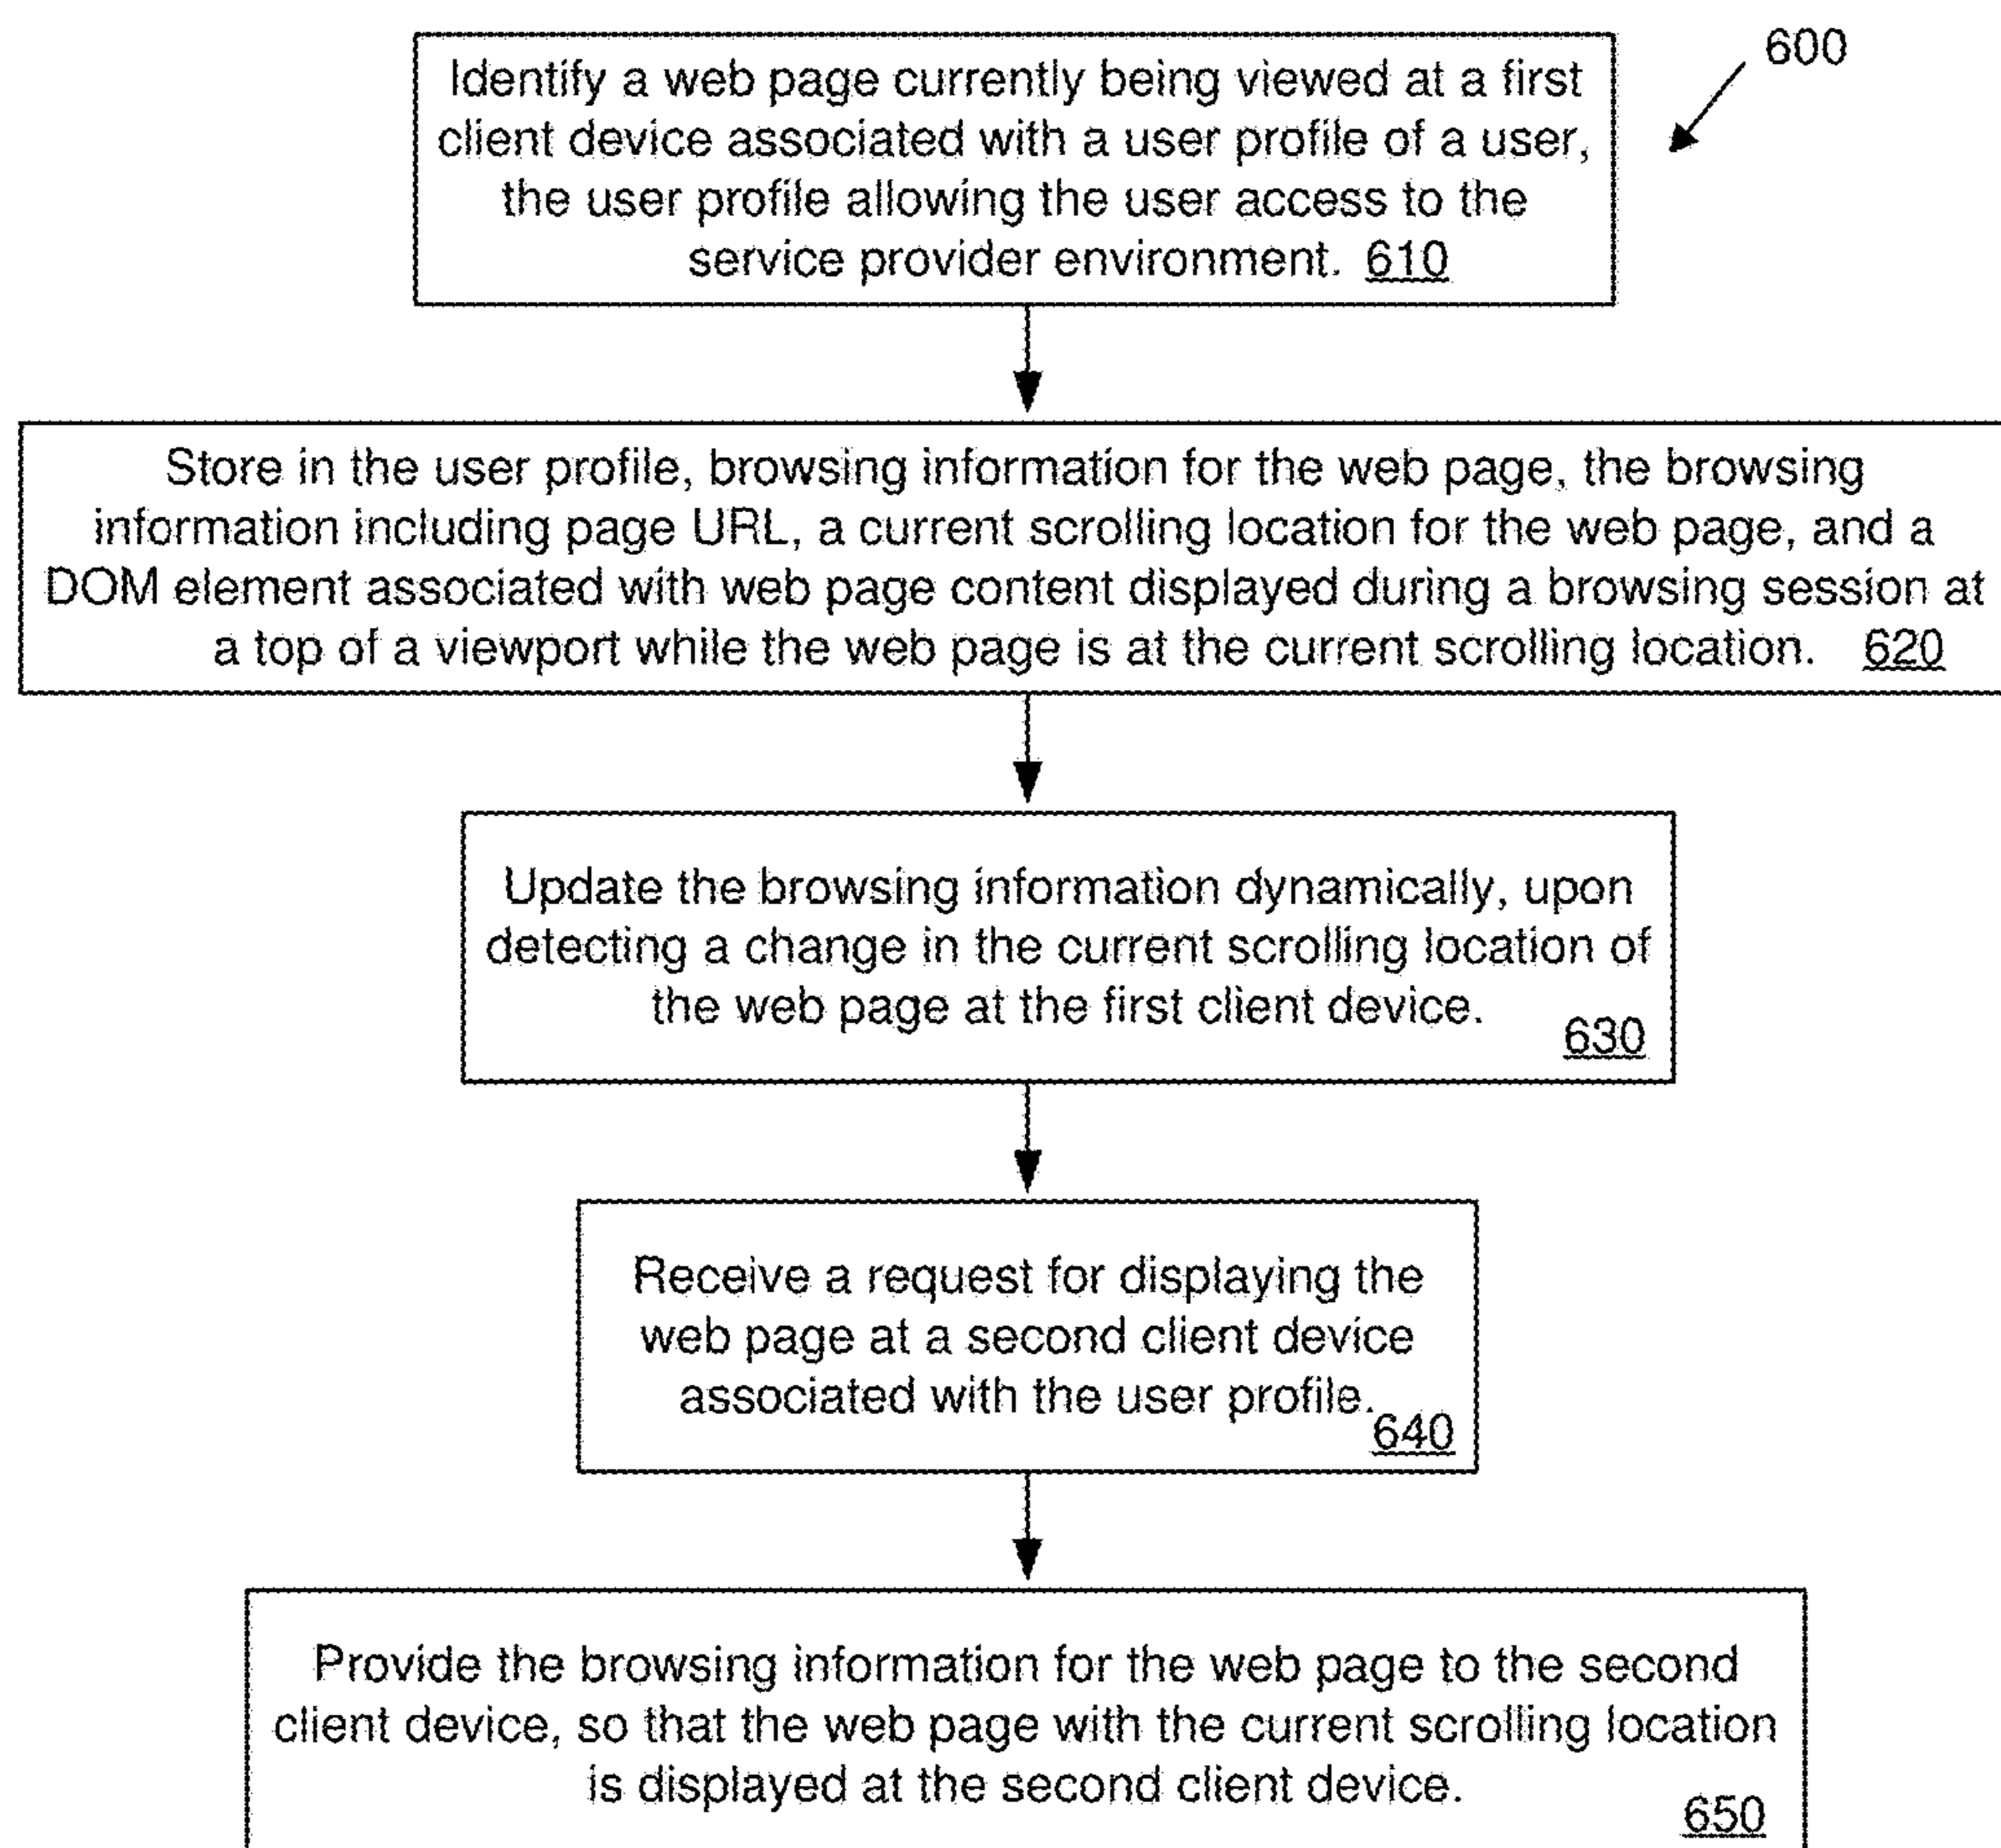 600
Identify a web page currently being viewed at a first
client device associated with a user profile of a user,
the user profile allowing the user access to the
service provider environment. 610
Store in the user profile, browsing information for the web page, the browsing
information including page URL, a current scrolling location for the web page, and a
DOM element associated with web page content displayed during a browsing session at
a top of a viewport while the web page is at the current scrolling location. 620
Update the browsing information dynamically, upon
detecting a change in the current scrolling location of
the web page at the first client device.
630
Receive a request for displaying the
web page at a second client device
associated with the user profile.
640
Provide the browsing information for the web page to the second
client device, so that the web page with the current scrolling location
is displayed at the second client device.
650